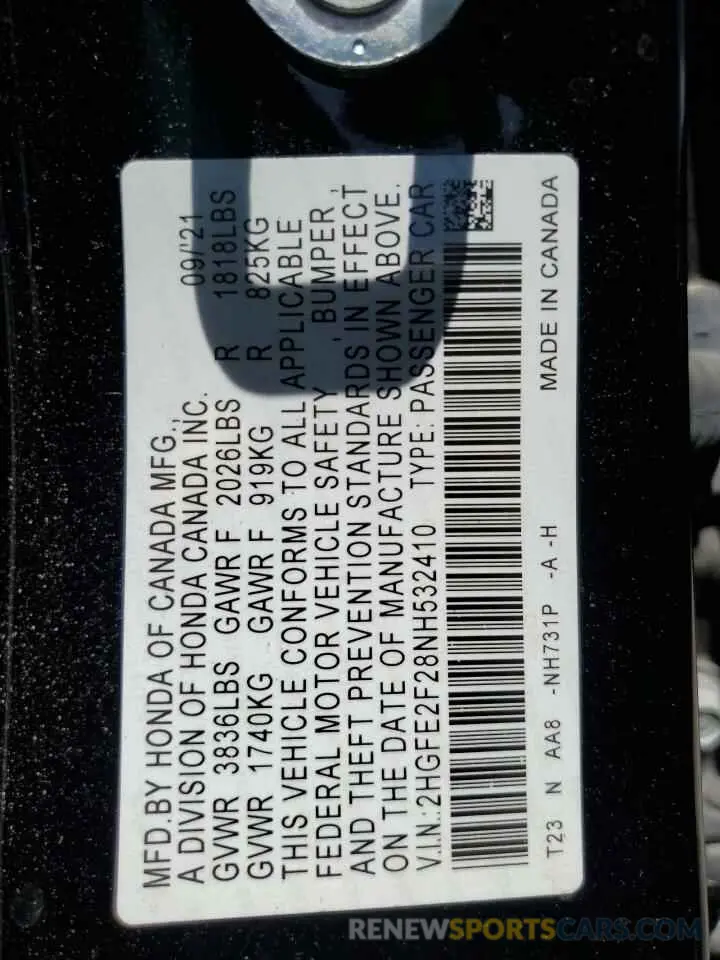 MFD.BY HONDA OF CANADA MFG., 09/'21
A DIVISION OF HONDA CANADA INC.
GVWR 3836LBS GAWR F 2026LBS R 1818LBS
GVWR 1740KG GAWR F 919KG R 825KG
THIS VEHICLE CONFORMS TO ALL APPLICABLE
FEDERAL MOTOR VEHICLE SAFETY , BUMPER ,
AND THEFT PREVENTION STANDARDS IN EFFECT
ON THE DATE OF MANUFACTURE SHOWN ABOVE.
V.I.N.:2HGFE2F28NH532410 TYPE: PASSENGER CAR
T23 N AA8 -NH731P -A -H MADE IN CANADA
RENEWSPORTSCARS.COM